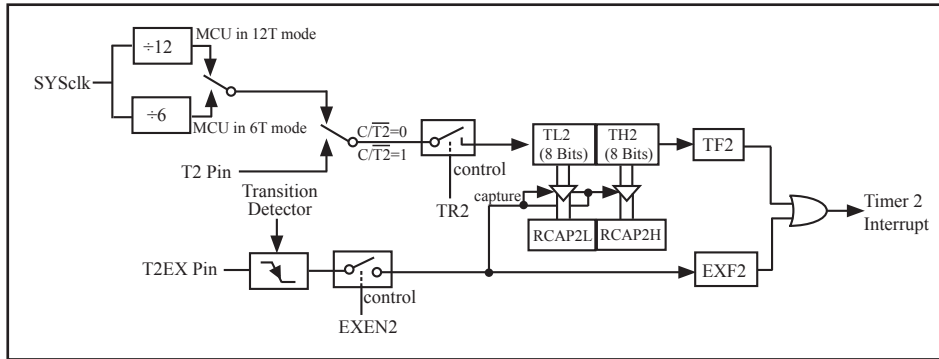 ÷12
MCU in 12T mode
SYSclk
÷6
MCU in 6T mode
C/T2=0
C/T2=1
T2 Pin
control
TR2
TL2
(8 Bits)
TH2
(8 Bits)
TF2
capture
RCAP2L
RCAP2H
Timer 2
Interrupt
Transition
Detector
T2EX Pin
control
EXEN2
EXF2